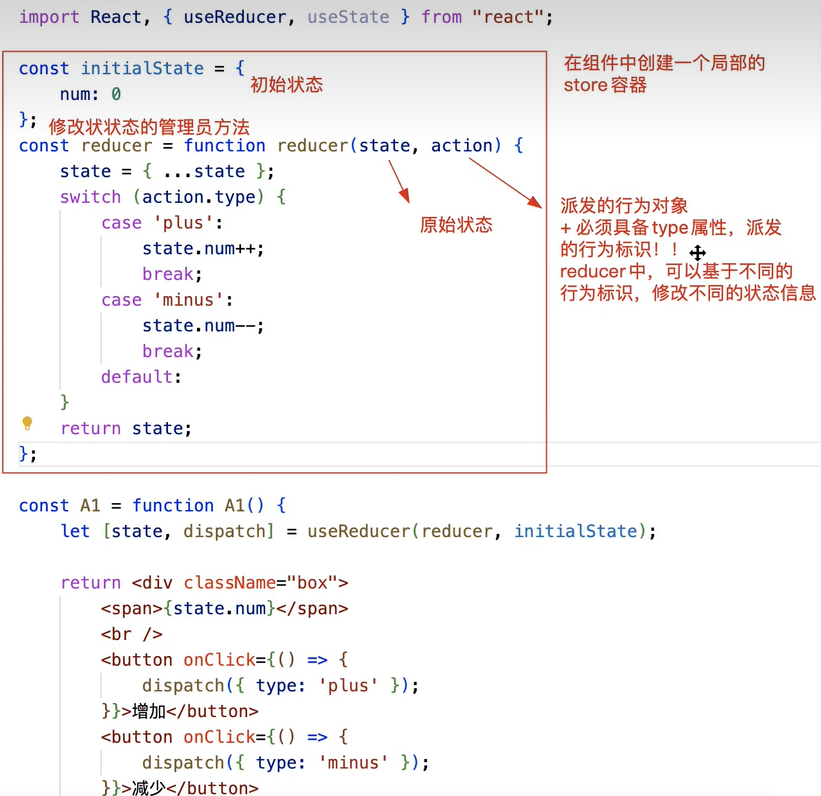 import React, { useReducer, useState } from "react";
const initialState = {
初始状态
num: 0
};
修改状状态的管理员方法
const reducer = function reducer(state, action) {
state = { ...state };
switch (action.type) {
case 'plus':
state.num++;
break;
case 'minus':
state.num--;
break;
default:
}
return state;
};
在组件中创建一个局部的
store容器
原始状态
派发的行为对象
+ 必须具备type属性，派发
的行为标识！！
reducer中，可以基于不同的
行为标识，修改不同的状态信息
const A1 = function A1() {
let [state, dispatch] = useReducer(reducer, initialState);
return <div className="box">
<span>{state.num}</span>
<br />
<button onClick={() => {
dispatch({ type: 'plus' });
}}>增加</button>
<button onClick={() => {
dispatch({ type: 'minus' });
}}>减少</button>